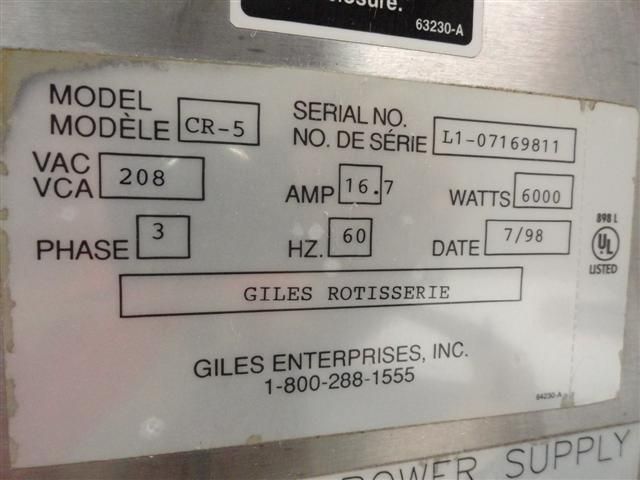 closure.
63230-A
MODEL
MODÈLE CR-5
SERIAL NO.
NO. DE SÉRIE L1-07169811
VAC
VCA 208
AMP 16.7
WATTS 6000
PHASE 3
HZ. 60
DATE 7/98
898 L
UL
LISTED
GILES ROTISSERIE
GILES ENTERPRISES, INC.
1-800-288-1555
64230-A
POWER SUPPLY